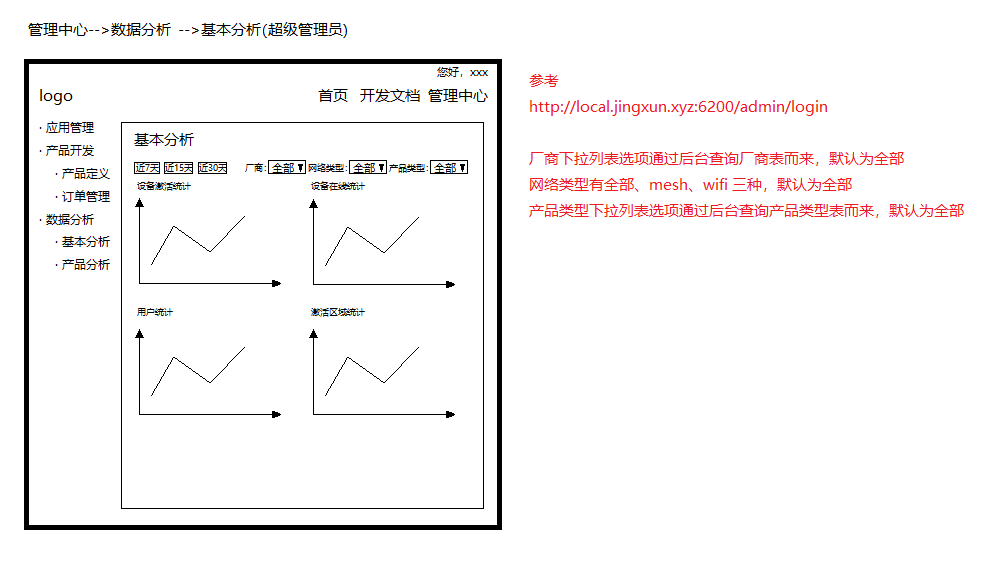 管理中心-->数据分析 -->基本分析(超级管理员)
您好，xxx
logo
首页 开发文档 管理中心
· 应用管理
· 产品开发
· 产品定义
· 订单管理
· 数据分析
· 基本分析
· 产品分析
基本分析
近7天 近15天 近30天 厂商: 全部 网络类型: 全部 产品类型: 全部
设备激活统计 设备在线统计
用户统计 激活区域统计
参考
http://local.jingxun.xyz:6200/admin/login
厂商下拉列表选项通过后台查询厂商表而来，默认为全部
网络类型有全部、mesh、wifi 三种，默认为全部
产品类型下拉列表选项通过后台查询产品类型表而来，默认为全部